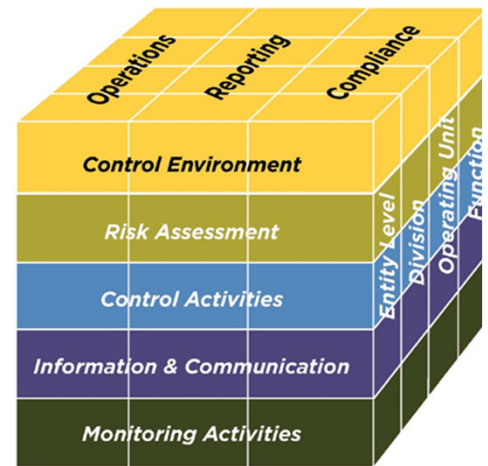 Operations
Reporting
Compliance
Control Environment
Risk Assessment
Control Activities
Information & Communication
Monitoring Activities
Entity Level
Division
Operating Unit
Function